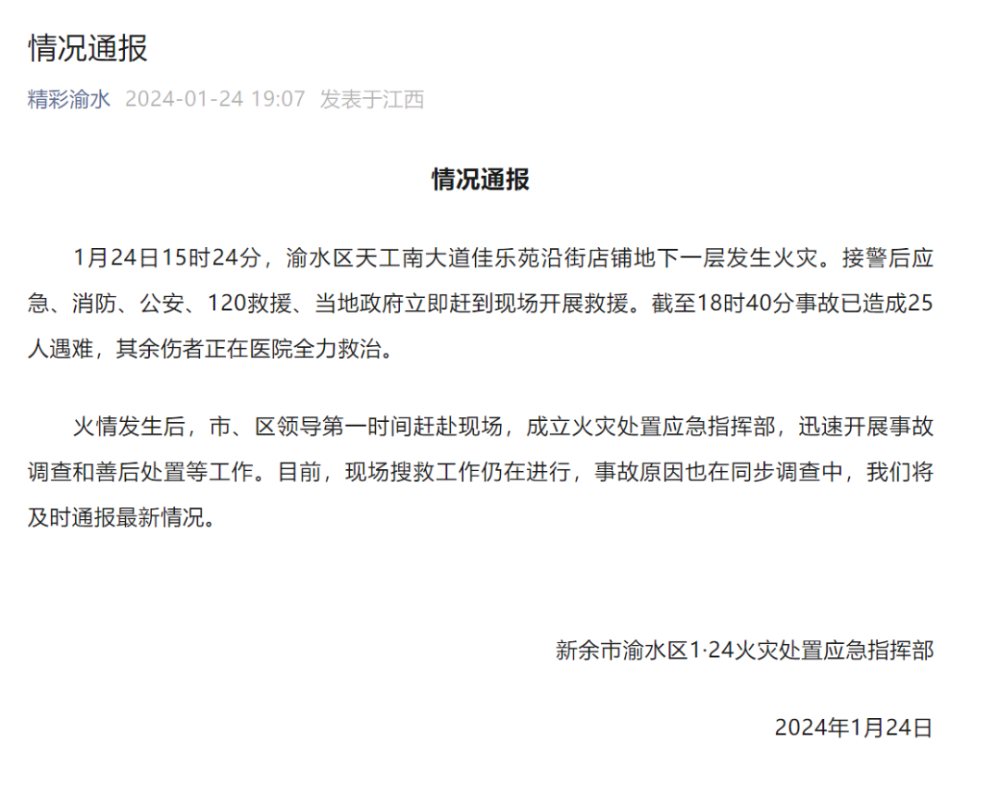 情况通报
精彩渝水 2024-01-24 19:07 发表于江西
情况通报
1月24日15时24分，渝水区天工南大道佳乐苑沿街店铺地下一层发生火灾。接警后应
急、消防、公安、120救援、当地政府立即赶到现场开展救援。截至18时40分事故已造成25
人遇难，其余伤者正在医院全力救治。
火情发生后，市、区领导第一时间赶赴现场，成立火灾处置应急指挥部，迅速开展事故
调查和善后处置等工作。目前，现场搜救工作仍在进行，事故原因也在同步调查中，我们将
及时通报最新情况。
新余市渝水区1·24火灾处置应急指挥部
2024年1月24日